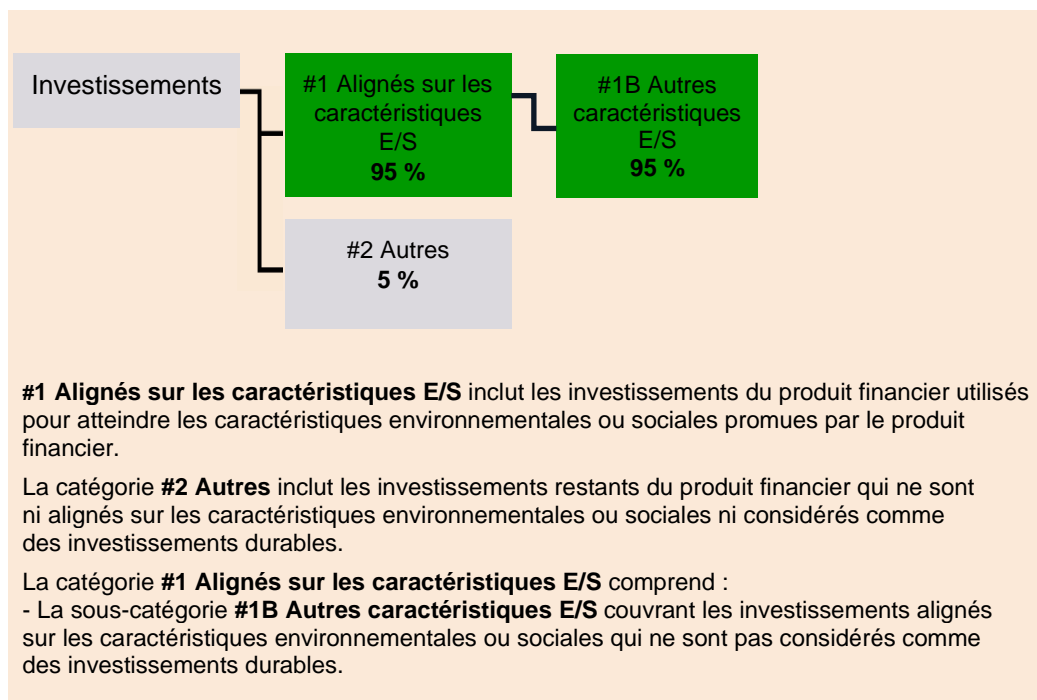 Investissements
#1 Alignés sur les
caractéristiques
E/S
95 %
#1B Autres
caractéristiques
E/S
95 %
#2 Autres
5 %
#1 Alignés sur les caractéristiques E/S inclut les investissements du produit financier utilisés
pour atteindre les caractéristiques environnementales ou sociales promues par le produit
financier.
La catégorie #2 Autres inclut les investissements restants du produit financier qui ne sont
ni alignés sur les caractéristiques environnementales ou sociales ni considérés comme
des investissements durables.
La catégorie #1 Alignés sur les caractéristiques E/S comprend :
- La sous-catégorie #1B Autres caractéristiques E/S couvrant les investissements alignés
sur les caractéristiques environnementales ou sociales qui ne sont pas considérés comme
des investissements durables.